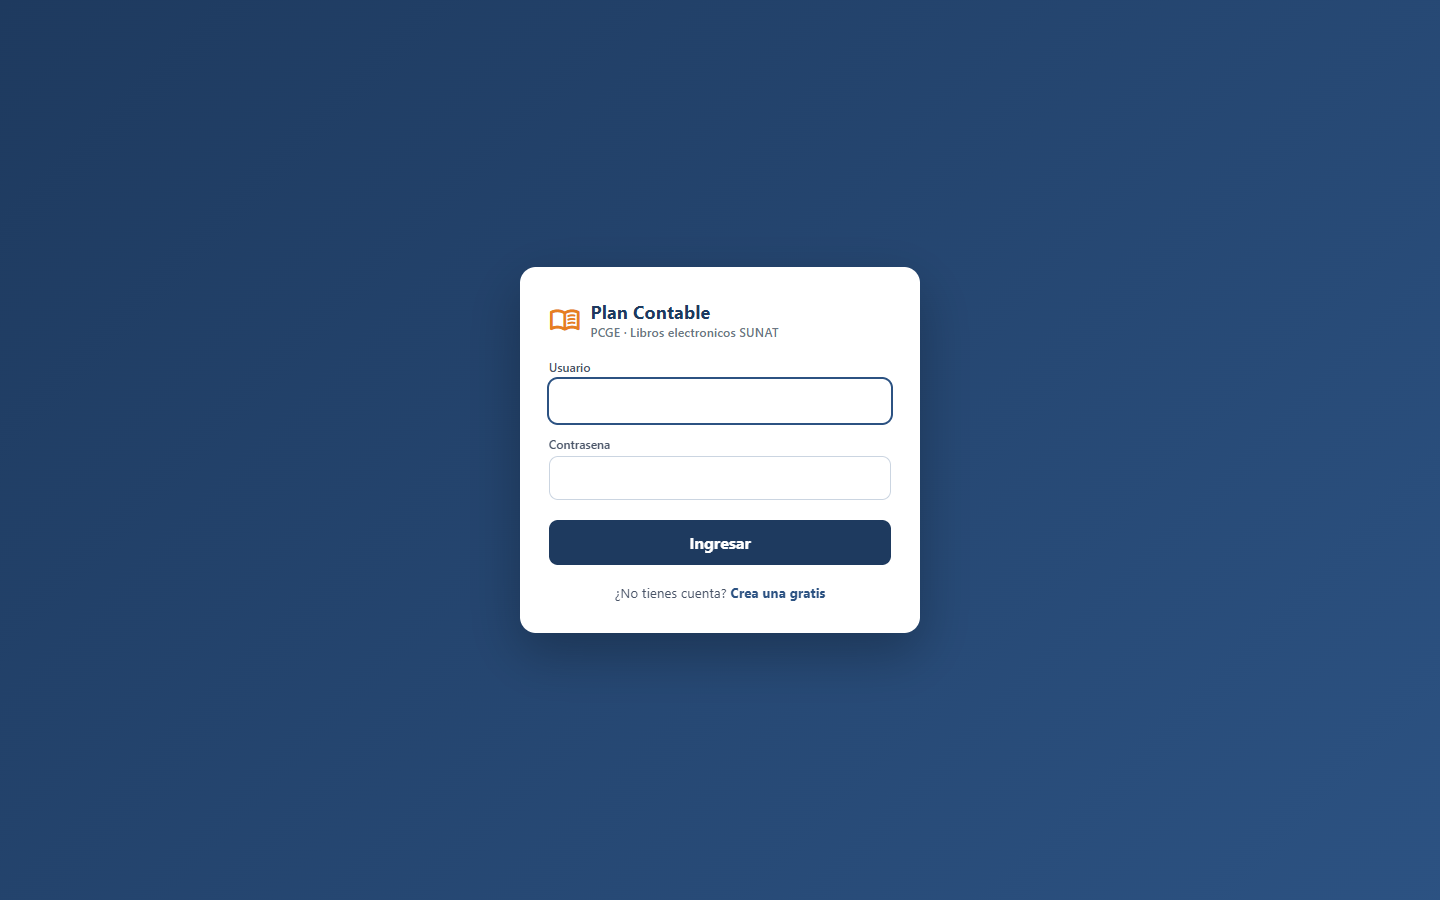 Plan Contable
PCGE · Libros electronicos SUNAT
Usuario
Contrasena
Ingresar
¿No tienes cuenta? Crea una gratis